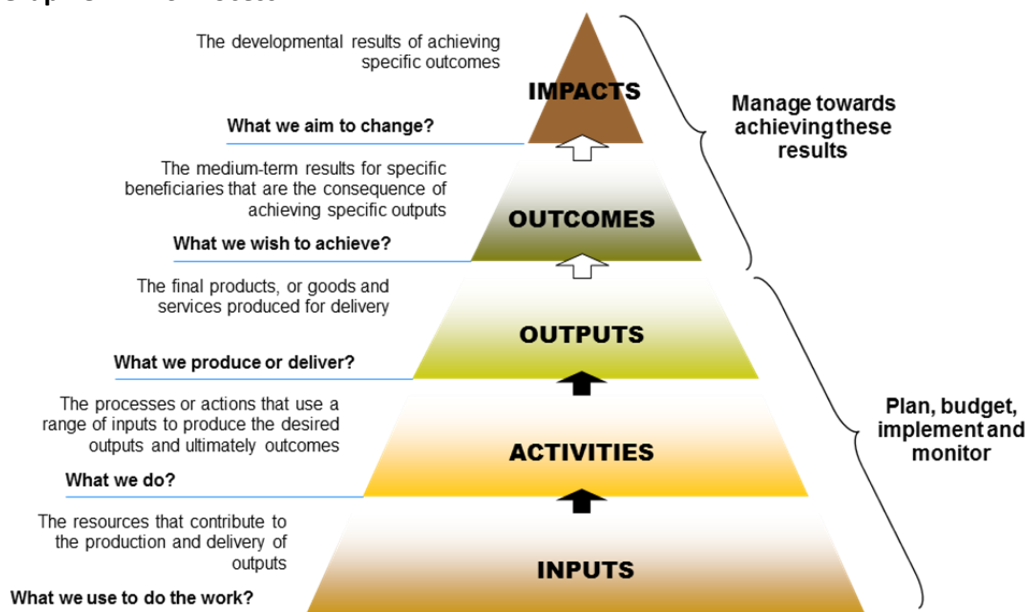 The developmental results of achieving
specific outcomes
IMPACTS
What we aim to change?
Manage towards
achieving these
results
The medium-term results for specific
beneficiaries that are the consequence of
achieving specific outputs
OUTCOMES
What we wish to achieve?
The final products, or goods and
services produced for delivery
OUTPUTS
What we produce or deliver?
The processes or actions that use a
range of inputs to produce the desired
outputs and ultimately outcomes
ACTIVITIES
Plan, budget,
implement and
monitor
What we do?
The resources that contribute to
the production and delivery of
outputs
INPUTS
What we use to do the work?